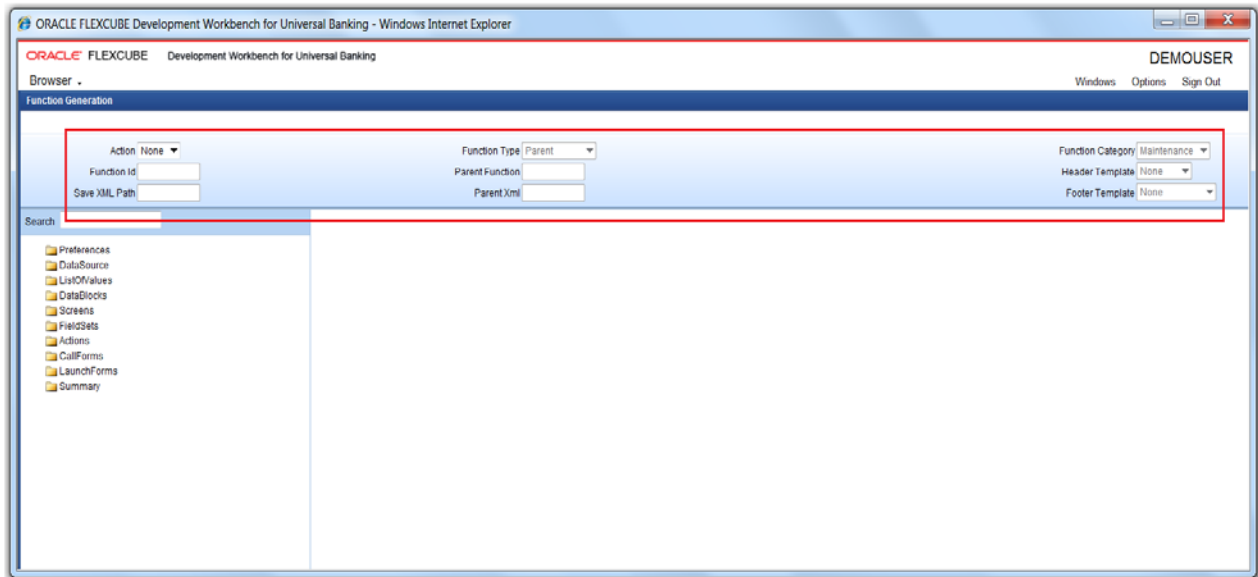 ORACLE FLEXCUBE Development Workbench for Universal Banking - Windows Internet Explorer
ORACLE FLEXCUBE Development Workbench for Universal Banking DEMOUSER
Browser Windows Options Sign Out
Function Generation
Action None Function Type Parent Function Category Maintenance
Function Id Parent Function Header Template None
Save XML Path Parent Xml Footer Template None
Search
Preferences
DataSource
ListOfValues
DataBlocks
Screens
FieldSets
Actions
CallForms
LaunchForms
Summary